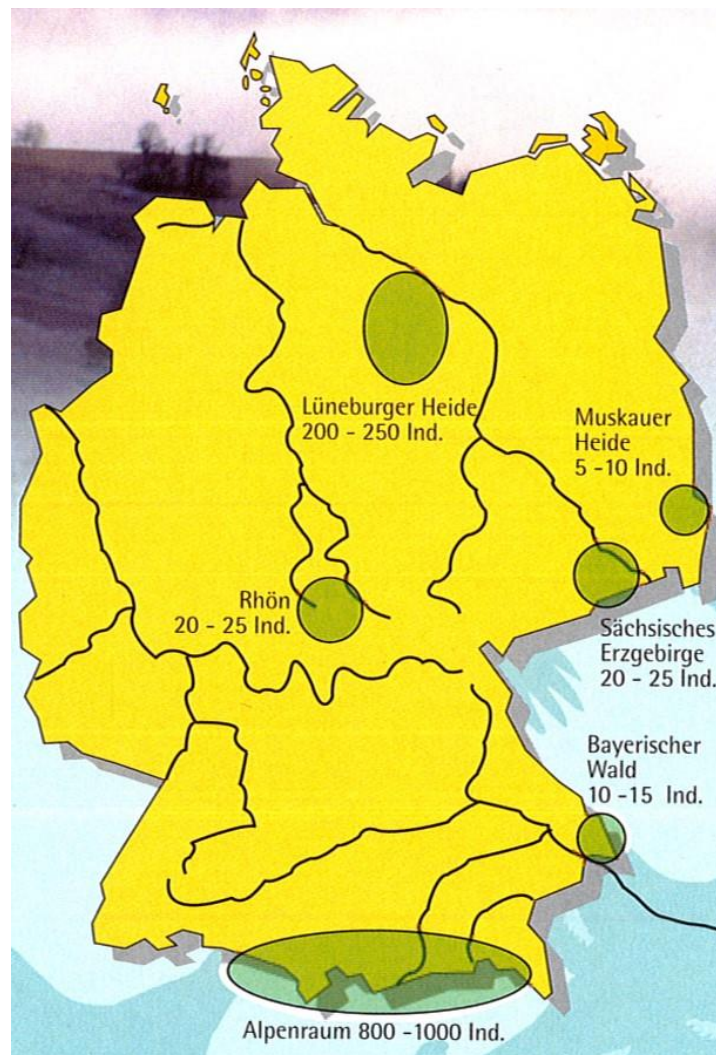 Lüneburger Heide
200 - 250 Ind.
Muskauer
Heide
5 -10 Ind.
Rhön
20 - 25 Ind.
Sächsisches
Erzgebirge
20 - 25 Ind.
Bayerischer
Wald
10 -15 Ind.
Alpenraum 800 -1000 Ind.